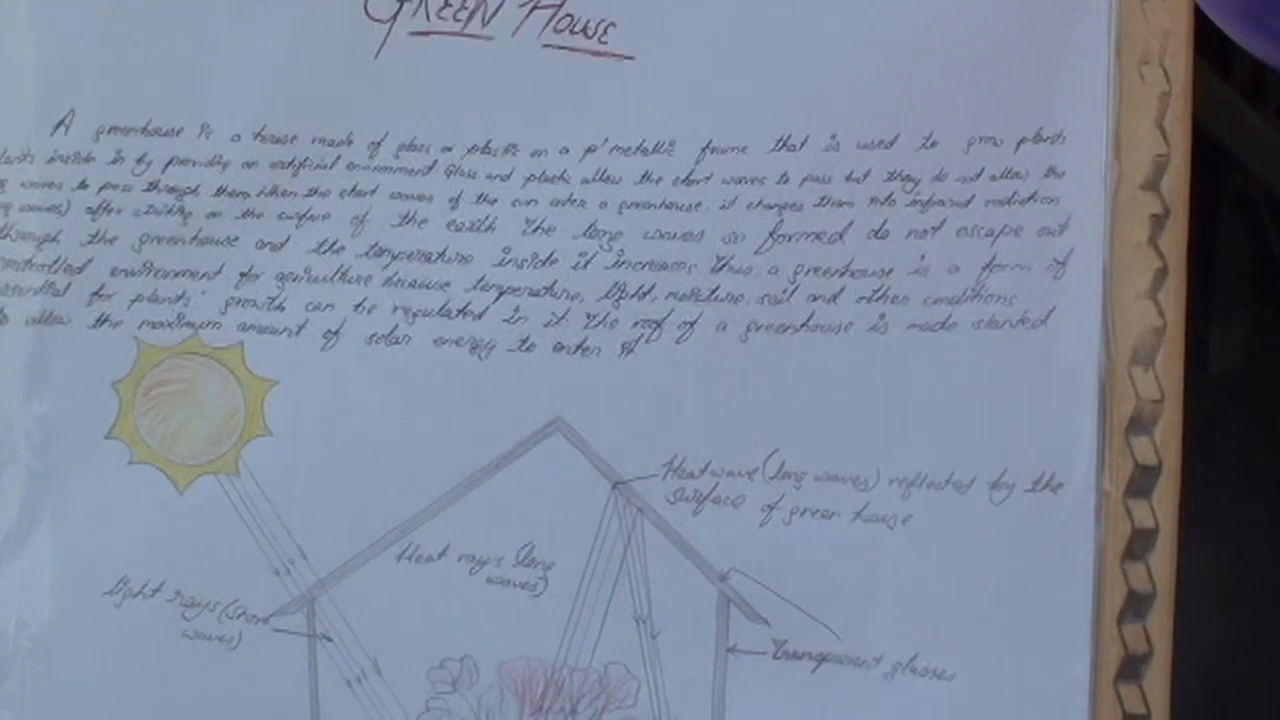 GREEN HOUSE
A greenhouse is a house made of glass or plastic on a metallic frame that is used to grow plants
plants inside in by providing an artificial environment Glass and plastic allow the short waves to pass but they do not allow the
waves to pass through them when the short waves of the sun enter a greenhouse, it changes them into infrared radiation
waves) after striking on the surface of the earth The long waves so formed do not escape out
through the greenhouse and the temperature inside it increases Thus a greenhouse is a form of
controlled environment for agriculture because temperature, light, moisture, soil and other conditions
essential for plants' growth can be regulated in it. The roof of a greenhouse is made slanted
to allow the maximum amount of solar energy to enter it
Heat wave (long waves) reflected by the
surface of green house
Heat rays (long
waves)
light rays (short
waves)
Transparent glasses